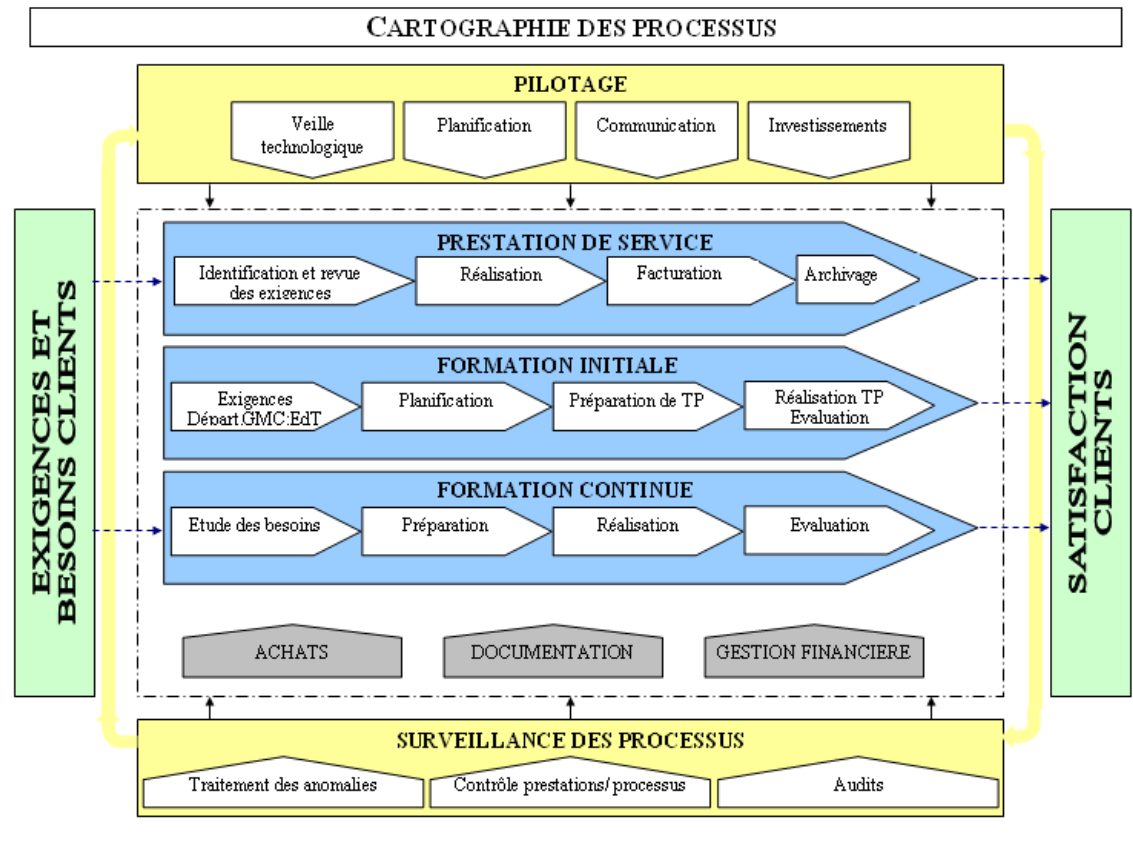 CARTOGRAPHIE DES PROCESSUS
PILOTAGE
Veille
technologique
Planification
Communication
Investissements
EXIGENCES ET
BESOINS CLIENTS
PRESTATION DE SERVICE
Identification et revue
des exigences
Réalisation
Facturation
Archivage
FORMATION INITIALE
Exigences
Départ.GMC:EdT
Planification
Préparation de TP
Réalisation TP
Evaluation
FORMATION CONTINUE
Etude des besoins
Préparation
Réalisation
Evaluation
SATISFACTION
CLIENTS
ACHATS
DOCUMENTATION
GESTION FINANCIERE
SURVEILLANCE DES PROCESSUS
Traitement des anomalies
Contrôle prestations/processus
Audits